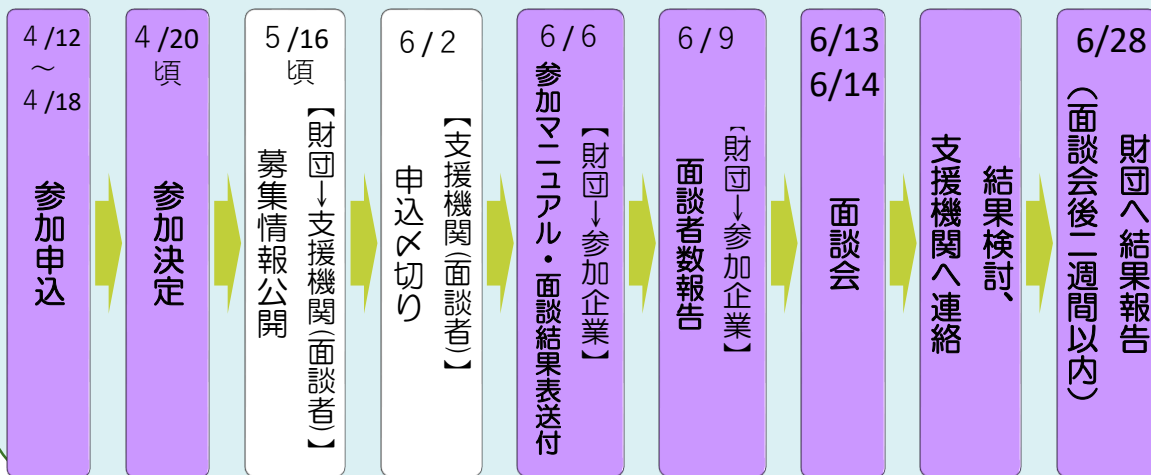 4/12
～
4/18
参加申込
4/20
頃
参加決定
5/16
頃
【財団→支援機関(面談者)】
募集情報公開
6/2
【支援機関(面談者)】
申込〆切り
6/6
【財団→参加企業】
参加マニュアル・面談結果表送付
6/9
【財団→参加企業】
面談者数報告
6/13
6/14
面談会
結果検討、
支援機関へ連絡
6/28
財団へ結果報告
(面談会後二週間以内)